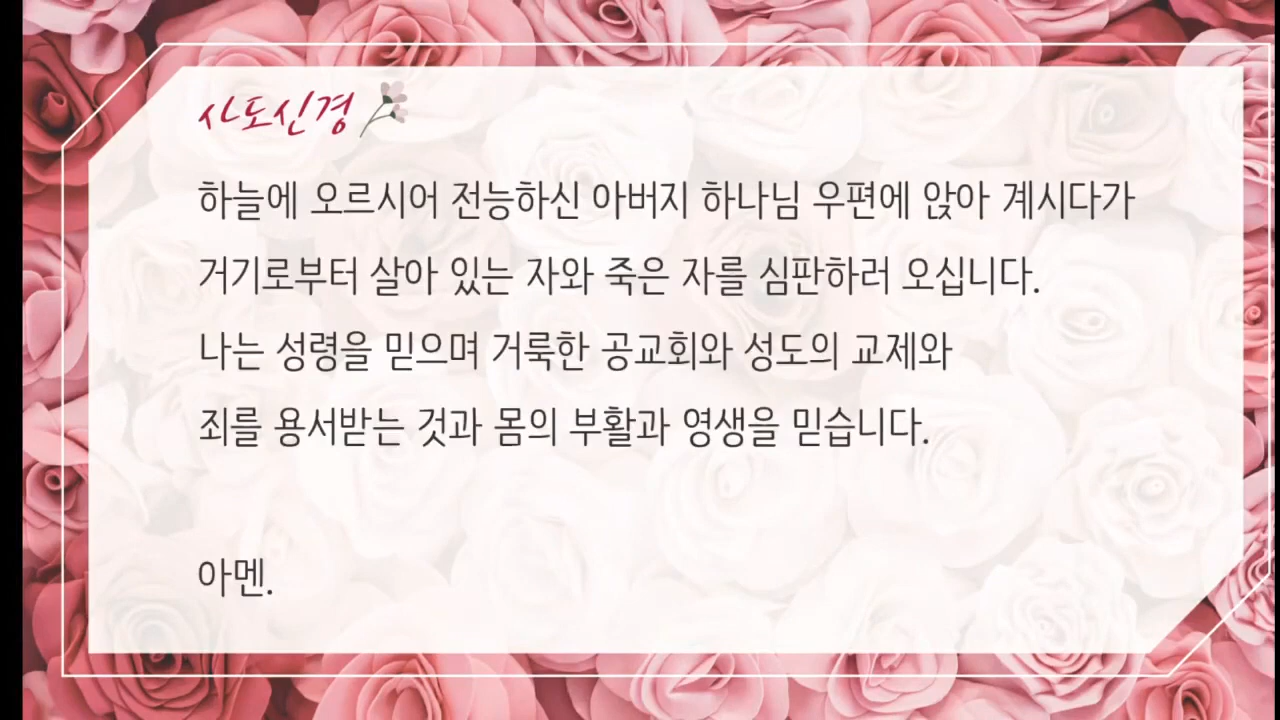 사도신경
하늘에 오르시어 전능하신 아버지 하나님 우편에 앉아 계시다가
거기로부터 살아 있는 자와 죽은 자를 심판하러 오십니다.
나는 성령을 믿으며 거룩한 공교회와 성도의 교제와
죄를 용서받는 것과 몸의 부활과 영생을 믿습니다.
아멘.